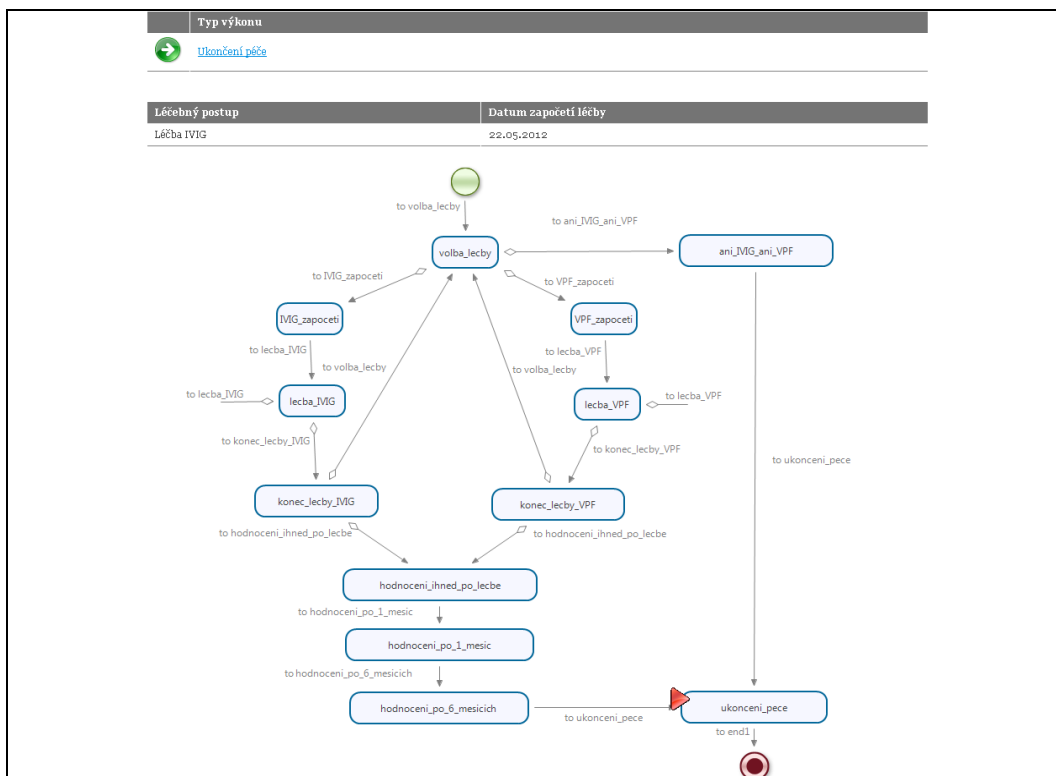 Typ výkonu
Ukončení péče
Léčebný postup Datum započetí léčby
Léčba IVIG 22.05.2012
to volba_lecby
to ani_IVIG_ani_VPF
volba_lecby
ani_IVIG_ani_VPF
to IVIG_zapoceti
to VPF_zapoceti
IVIG_zapoceti
VPF_zapoceti
to lecba_IVIG
to lecba_VPF
to volba_lecby
to volba_lecby
to lecba_IVIG
lecba_IVIG
lecba_VPF
to lecba_VPF
to konec_lecby_IVIG
to konec_lecby_VPF
to ukonceni_pece
konec_lecby_IVIG
konec_lecby_VPF
to hodnoceni_ihned_po_lecbe
to hodnoceni_ihned_po_lecbe
hodnoceni_ihned_po_lecbe
to hodnoceni_po_1_mesic
hodnoceni_po_1_mesic
to hodnoceni_po_6_mesicich
hodnoceni_po_6_mesicich
to ukonceni_pece
ukonceni_pece
to end1